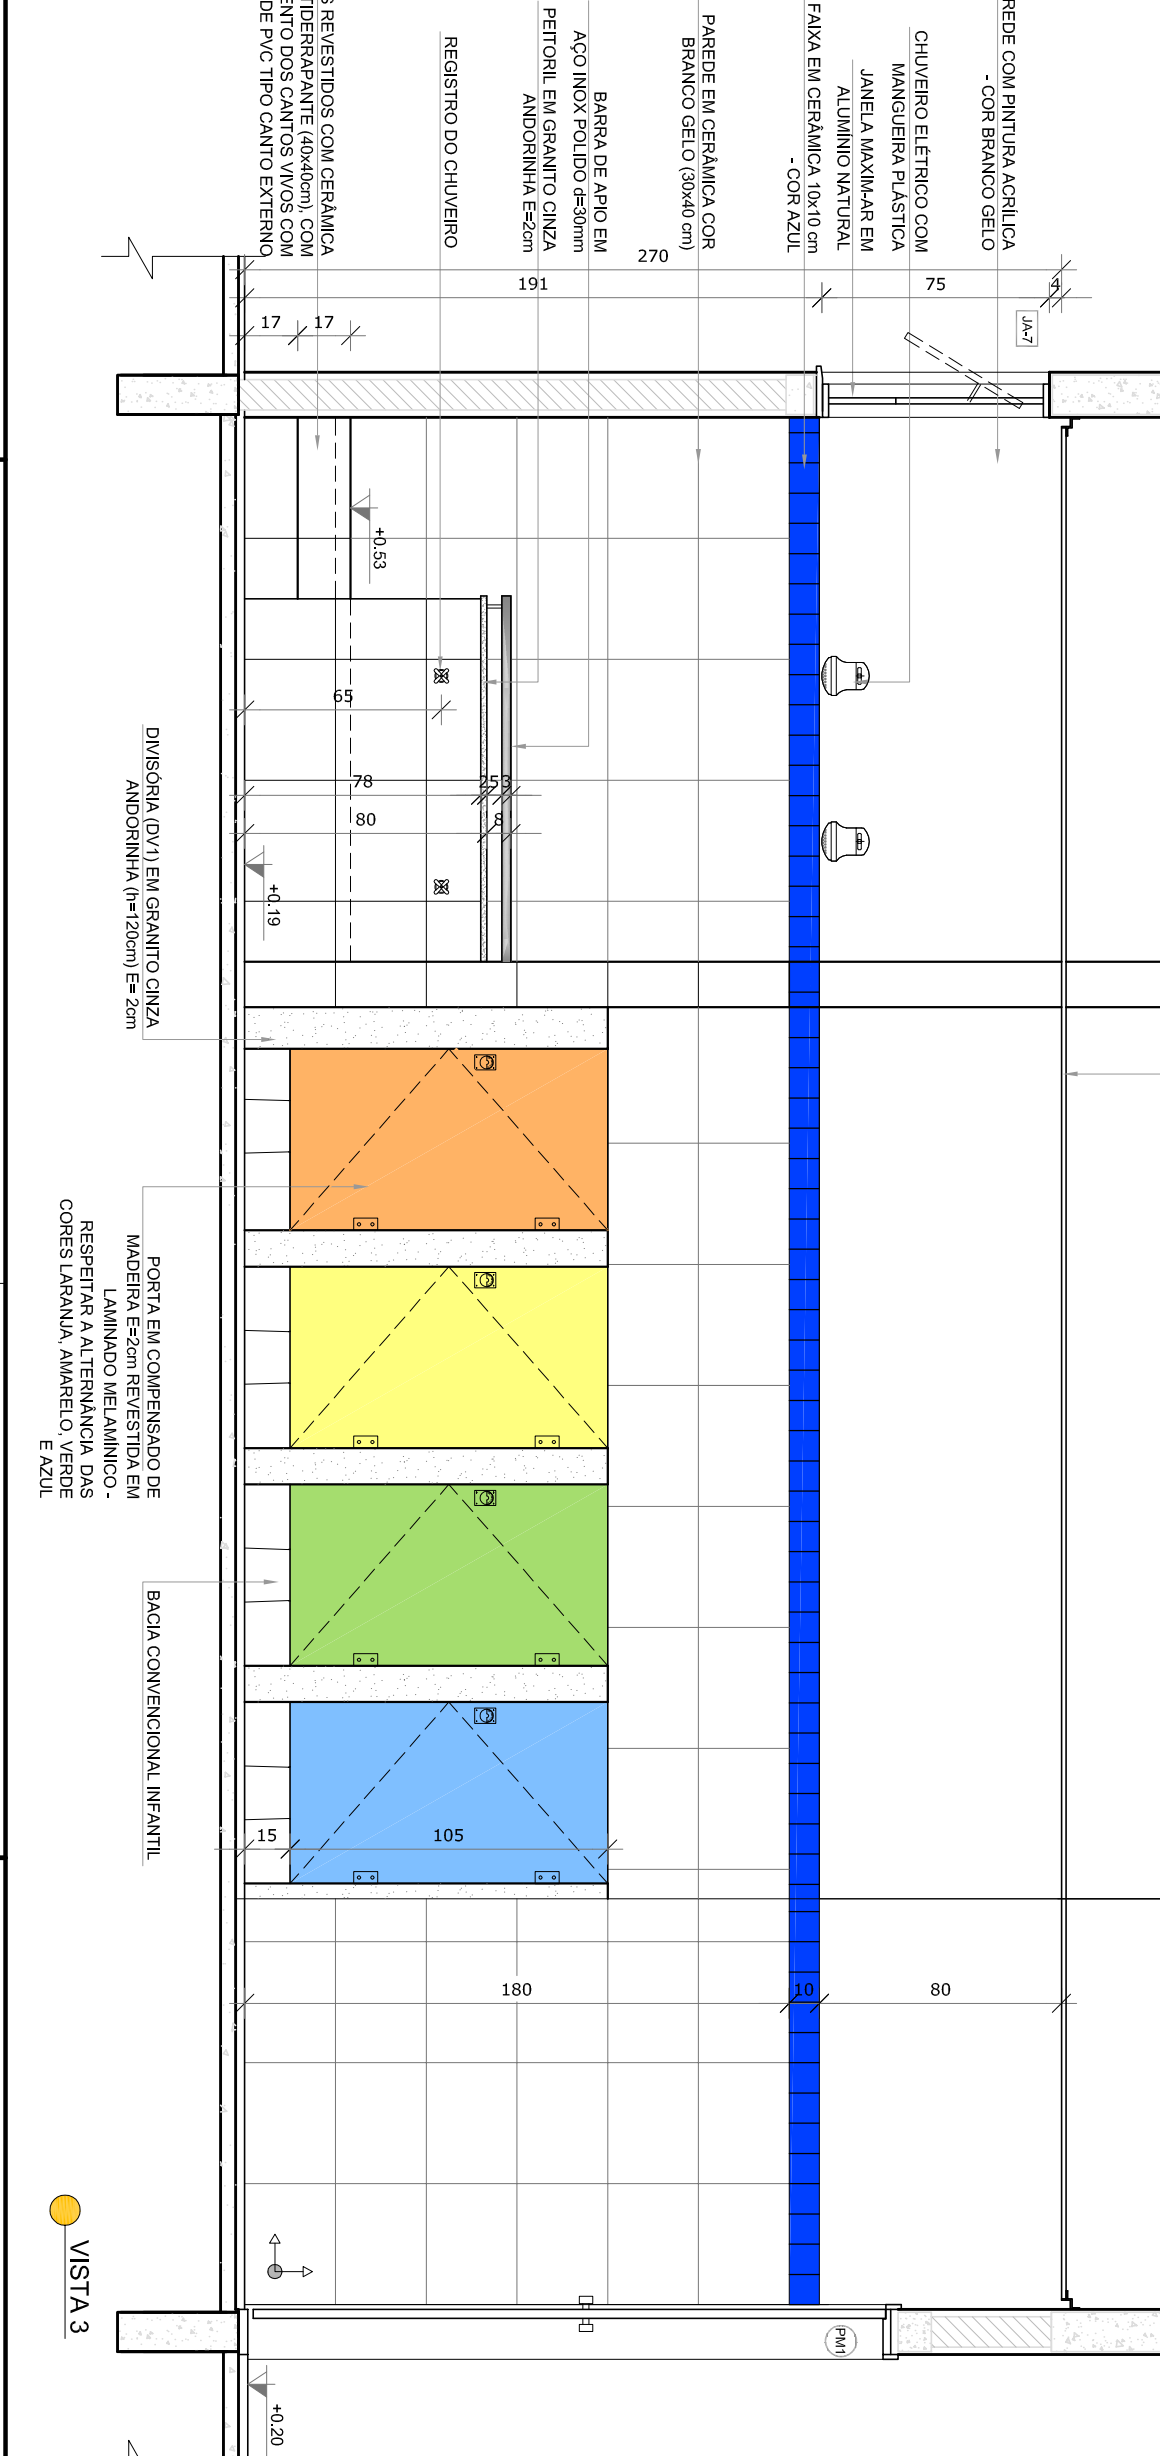 REDE COM PINTURA ACRÍLICA
- COR BRANCO GELO
CHUVEIRO ELÉTRICO COM
MANGUEIRA PLÁSTICA
JANELA MAXIM-AR EM
ALUMÍNIO NATURAL
FAIXA EM CERÂMICA 10x10 cm
- COR AZUL
PAREDE EM CERÂMICA COR
BRANCO GELO (30x40 cm)
BARRA DE APIO EM
AÇO INOX POLIDO d=30mm
PEITORIL EM GRANITO CINZA
ANDORINHA E=2cm
REGISTRO DO CHUVEIRO
S REVESTIDOS COM CERÂMICA
TIDERRAPANTE (40x40cm), COM
ENTO DOS CANTOS VIVOS COM
DE PVC TIPO CANTO EXTERNO
270
191
75
4
17
17
JA-7
+0.53
65
78
2
5
3
80
8
+0.19
DIVISÓRIA (DV1) EM GRANITO CINZA
ANDORINHA (h=120cm) E= 2cm
PORTA EM COMPENSADO DE
MADEIRA E=2cm REVESTIDA EM
LAMINADO MELAMÍNICO -
RESPEITAR A ALTERNÂNCIA DAS
CORES LARANJA, AMARELO, VERDE
E AZUL
BACIA CONVENCIONAL INFANTIL
15
105
180
10
80
PM1
+0.20
VISTA 3